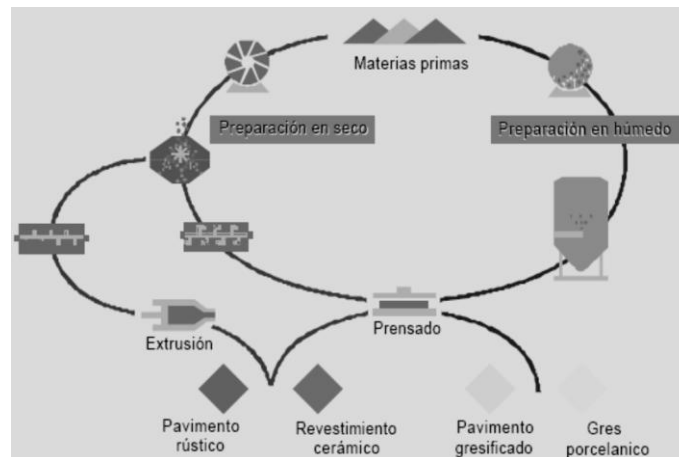 Materias primas
Preparación en seco
Preparación en húmedo
Extrusión
Prensado
Pavimento
rústico
Revestimiento
cerámico
Pavimento
gresificado
Gres
porcelanico